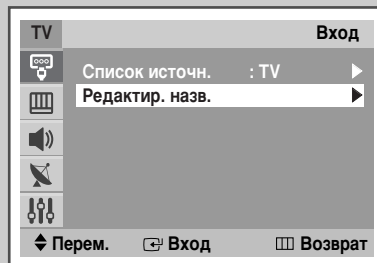 TV Вход
Список источн. : TV
Редактир. назв.
Перем. Вход Возврат